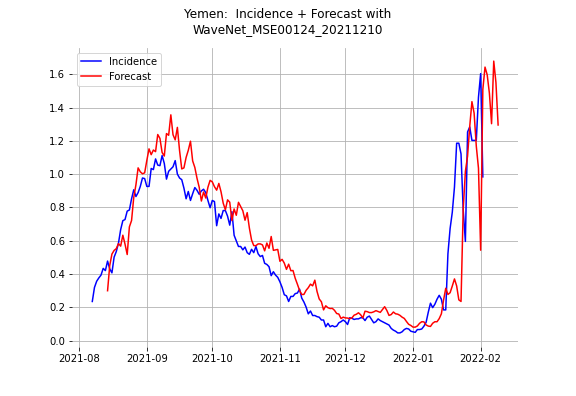 Yemen:  Incidence + Forecast with
WaveNet_MSE00124_20211210
Incidence
Forecast
1.6
1.4
1.2
1.0
0.8
0.6
0.4
0.2
0.0
2021-08 2021-09 2021-10 2021-11 2021-12 2022-01 2022-02